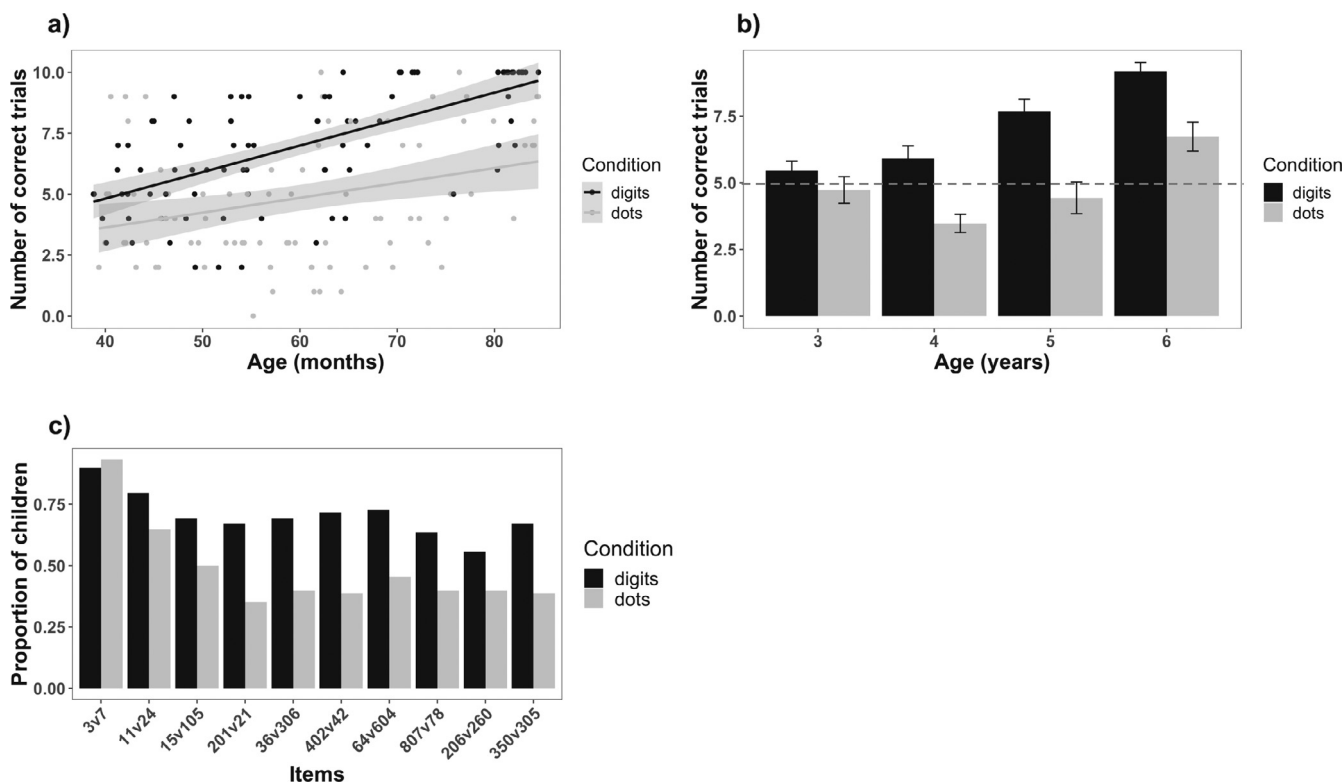 a)
Number of correct trials
10.0
7.5
5.0
2.5
0.0
40 50 60 70 80
Age (months)
Condition
digits
dots
b)
Number of correct trials
7.5
5.0
2.5
0.0
3 4 5 6
Age (years)
Condition
digits
dots
c)
Proportion of children
0.75
0.50
0.25
0.00
3v7 11v24 15v105 201v21 36v306 402v42 64v604 807v78 206v260 350v305
Items
Condition
digits
dots